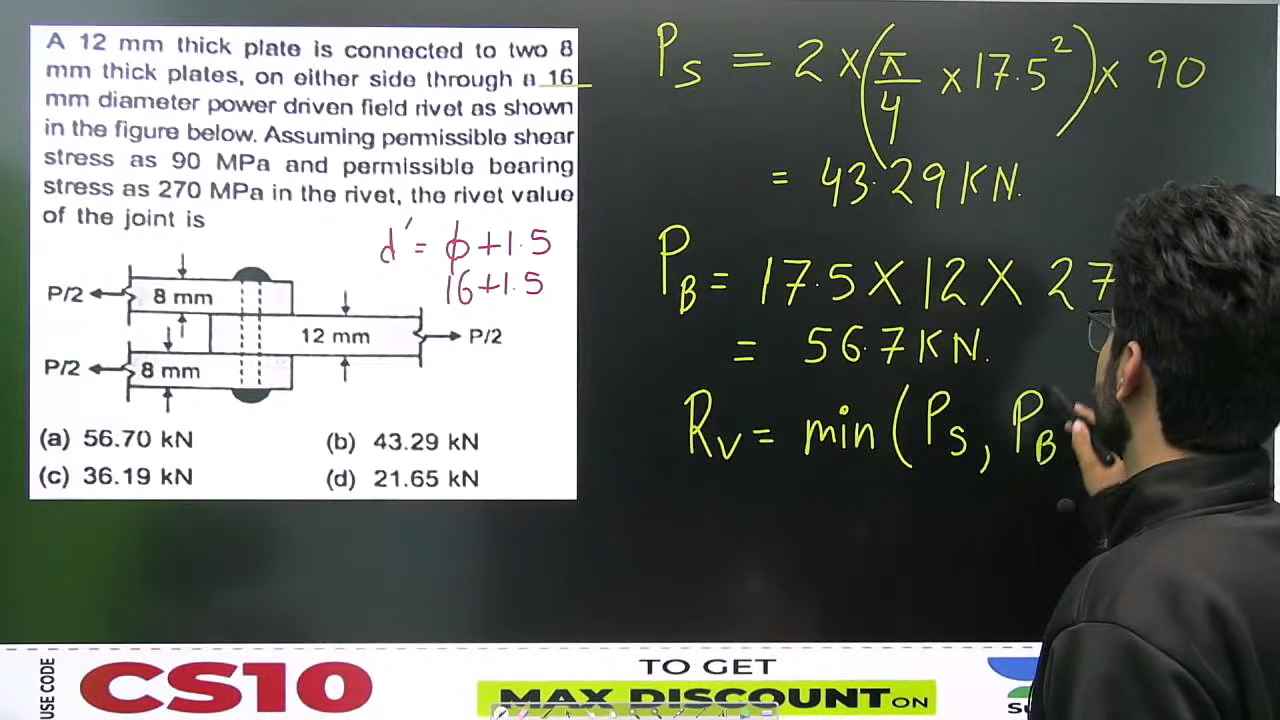 A 12 mm thick plate is connected to two 8
mm thick plates, on either side through a 16
mm diameter power driven field rivet as shown
in the figure below. Assuming permissible shear
stress as 90 MPa and permissible bearing
stress as 270 MPa in the rivet, the rivet value
of the joint is
d' = ϕ+1.5
16+1.5
P/2
8 mm
12 mm
P/2
P/2
8 mm
(a) 56.70 kN
(b) 43.29 kN
(c) 36.19 kN
(d) 21.65 kN
PS = 2×(π/4 ×17.5²)× 90
= 43.29KN.
PB = 17.5×12×27
= 56.7KN.
RV = min(PS, PB
USE CODE
CS10
TO GET
MAX DISCOUNT ON